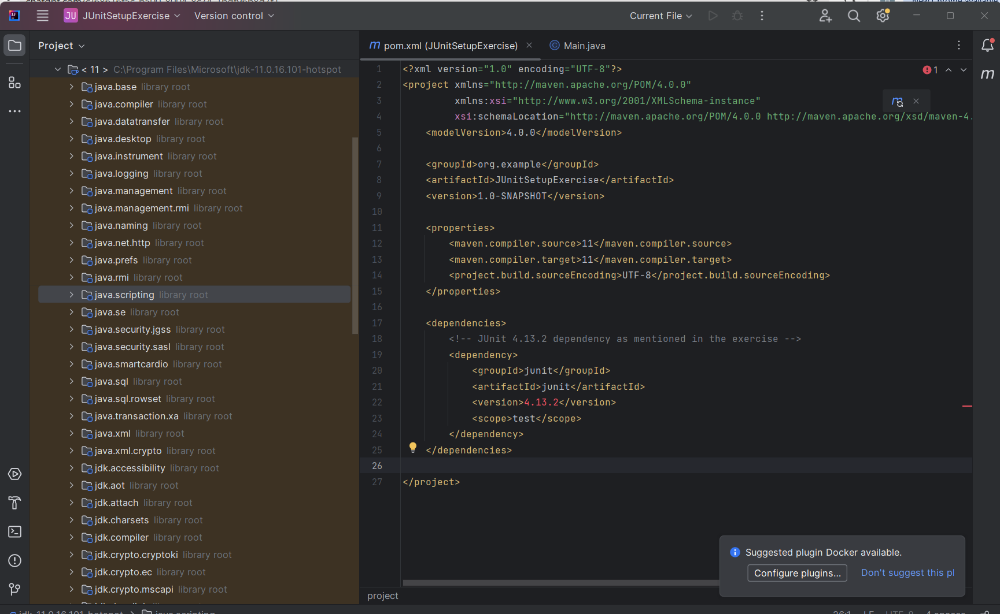 JU JUnitSetupExercise
Version control
Current File
Project
< 11 > C:\Program Files\Microsoft\jdk-11.0.16.101-hotspot
java.base library root
java.compiler library root
java.datatransfer library root
java.desktop library root
java.instrument library root
java.logging library root
java.management library root
java.management.rmi library root
java.naming library root
java.net.http library root
java.prefs library root
java.rmi library root
java.scripting library root
java.se library root
java.security.jgss library root
java.security.sasl library root
java.smartcardio library root
java.sql library root
java.sql.rowset library root
java.transaction.xa library root
java.xml library root
java.xml.crypto library root
jdk.accessibility library root
jdk.aot library root
jdk.attach library root
jdk.charsets library root
jdk.compiler library root
jdk.crypto.cryptoki library root
jdk.crypto.ec library root
jdk.crypto.mscapi library root
m pom.xml (JUnitSetupExercise)
Main.java
1
m
1 <?xml version="1.0" encoding="UTF-8"?>
2 <project xmlns="http://maven.apache.org/POM/4.0.0"
3 xmlns:xsi="http://www.w3.org/2001/XMLSchema-instance"
4 xsi:schemaLocation="http://maven.apache.org/POM/4.0.0 http://maven.apache.org/xsd/maven-4.
5 <modelVersion>4.0.0</modelVersion>
6
7 <groupId>org.example</groupId>
8 <artifactId>JUnitSetupExercise</artifactId>
9 <version>1.0-SNAPSHOT</version>
10
11 <properties>
12 <maven.compiler.source>11</maven.compiler.source>
13 <maven.compiler.target>11</maven.compiler.target>
14 <project.build.sourceEncoding>UTF-8</project.build.sourceEncoding>
15 </properties>
16
17 <dependencies>
18 <!-- JUnit 4.13.2 dependency as mentioned in the exercise -->
19 <dependency>
20 <groupId>junit</groupId>
21 <artifactId>junit</artifactId>
22 <version>4.13.2</version>
23 <scope>test</scope>
24 </dependency>
25 </dependencies>
26
27 </project>
Suggested plugin Docker available.
Configure plugins...
Don't suggest this pl
project
jdk-11.0.16.101-hotspot
java.scripting
26:1 LF UTF-8 4 spaces